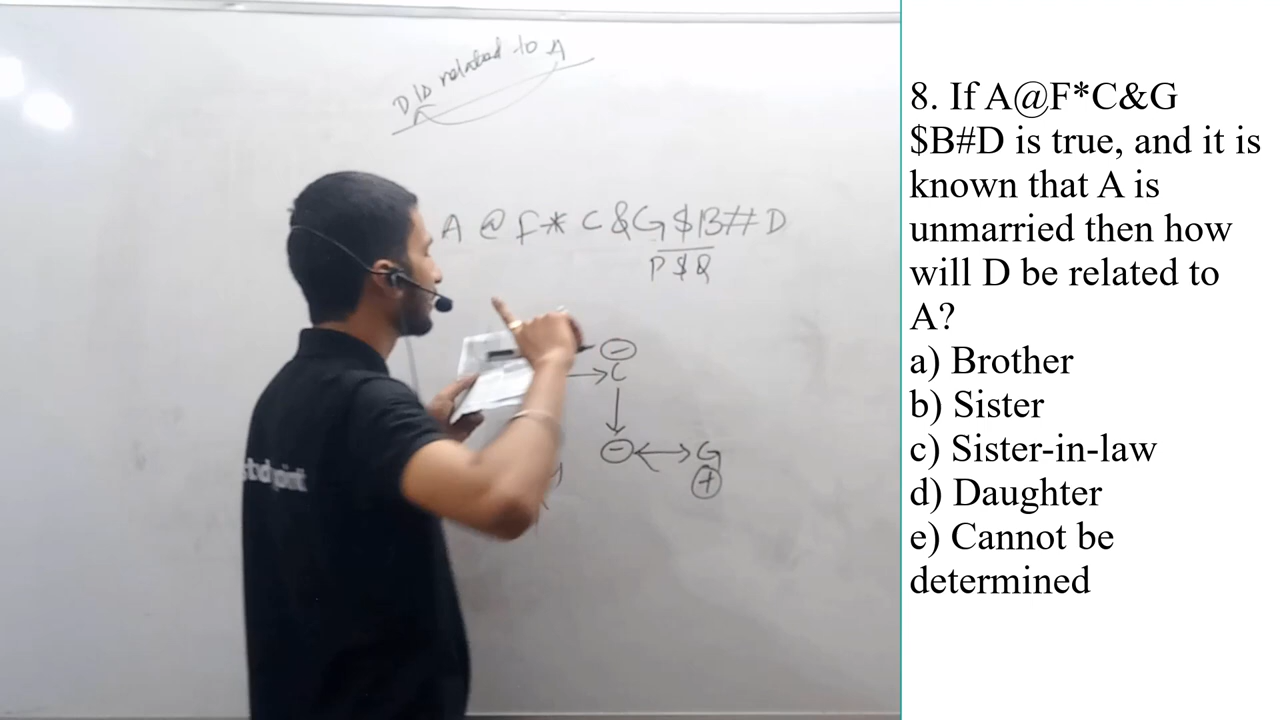 D is related to A
A @ F * C & G $ B # D
P $ Q
C
G
8. If A@F*C&G
$B#D is true, and it is
known that A is
unmarried then how
will D be related to
A?
a) Brother
b) Sister
c) Sister-in-law
d) Daughter
e) Cannot be
determined